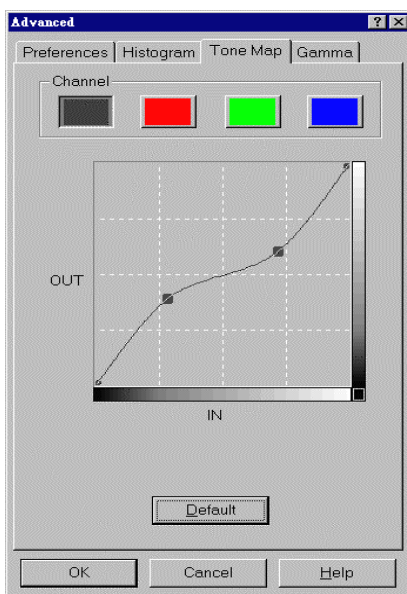 Advanced
Preferences Histogram Tone Map Gamma
Channel
OUT
IN
Default
OK Cancel Help